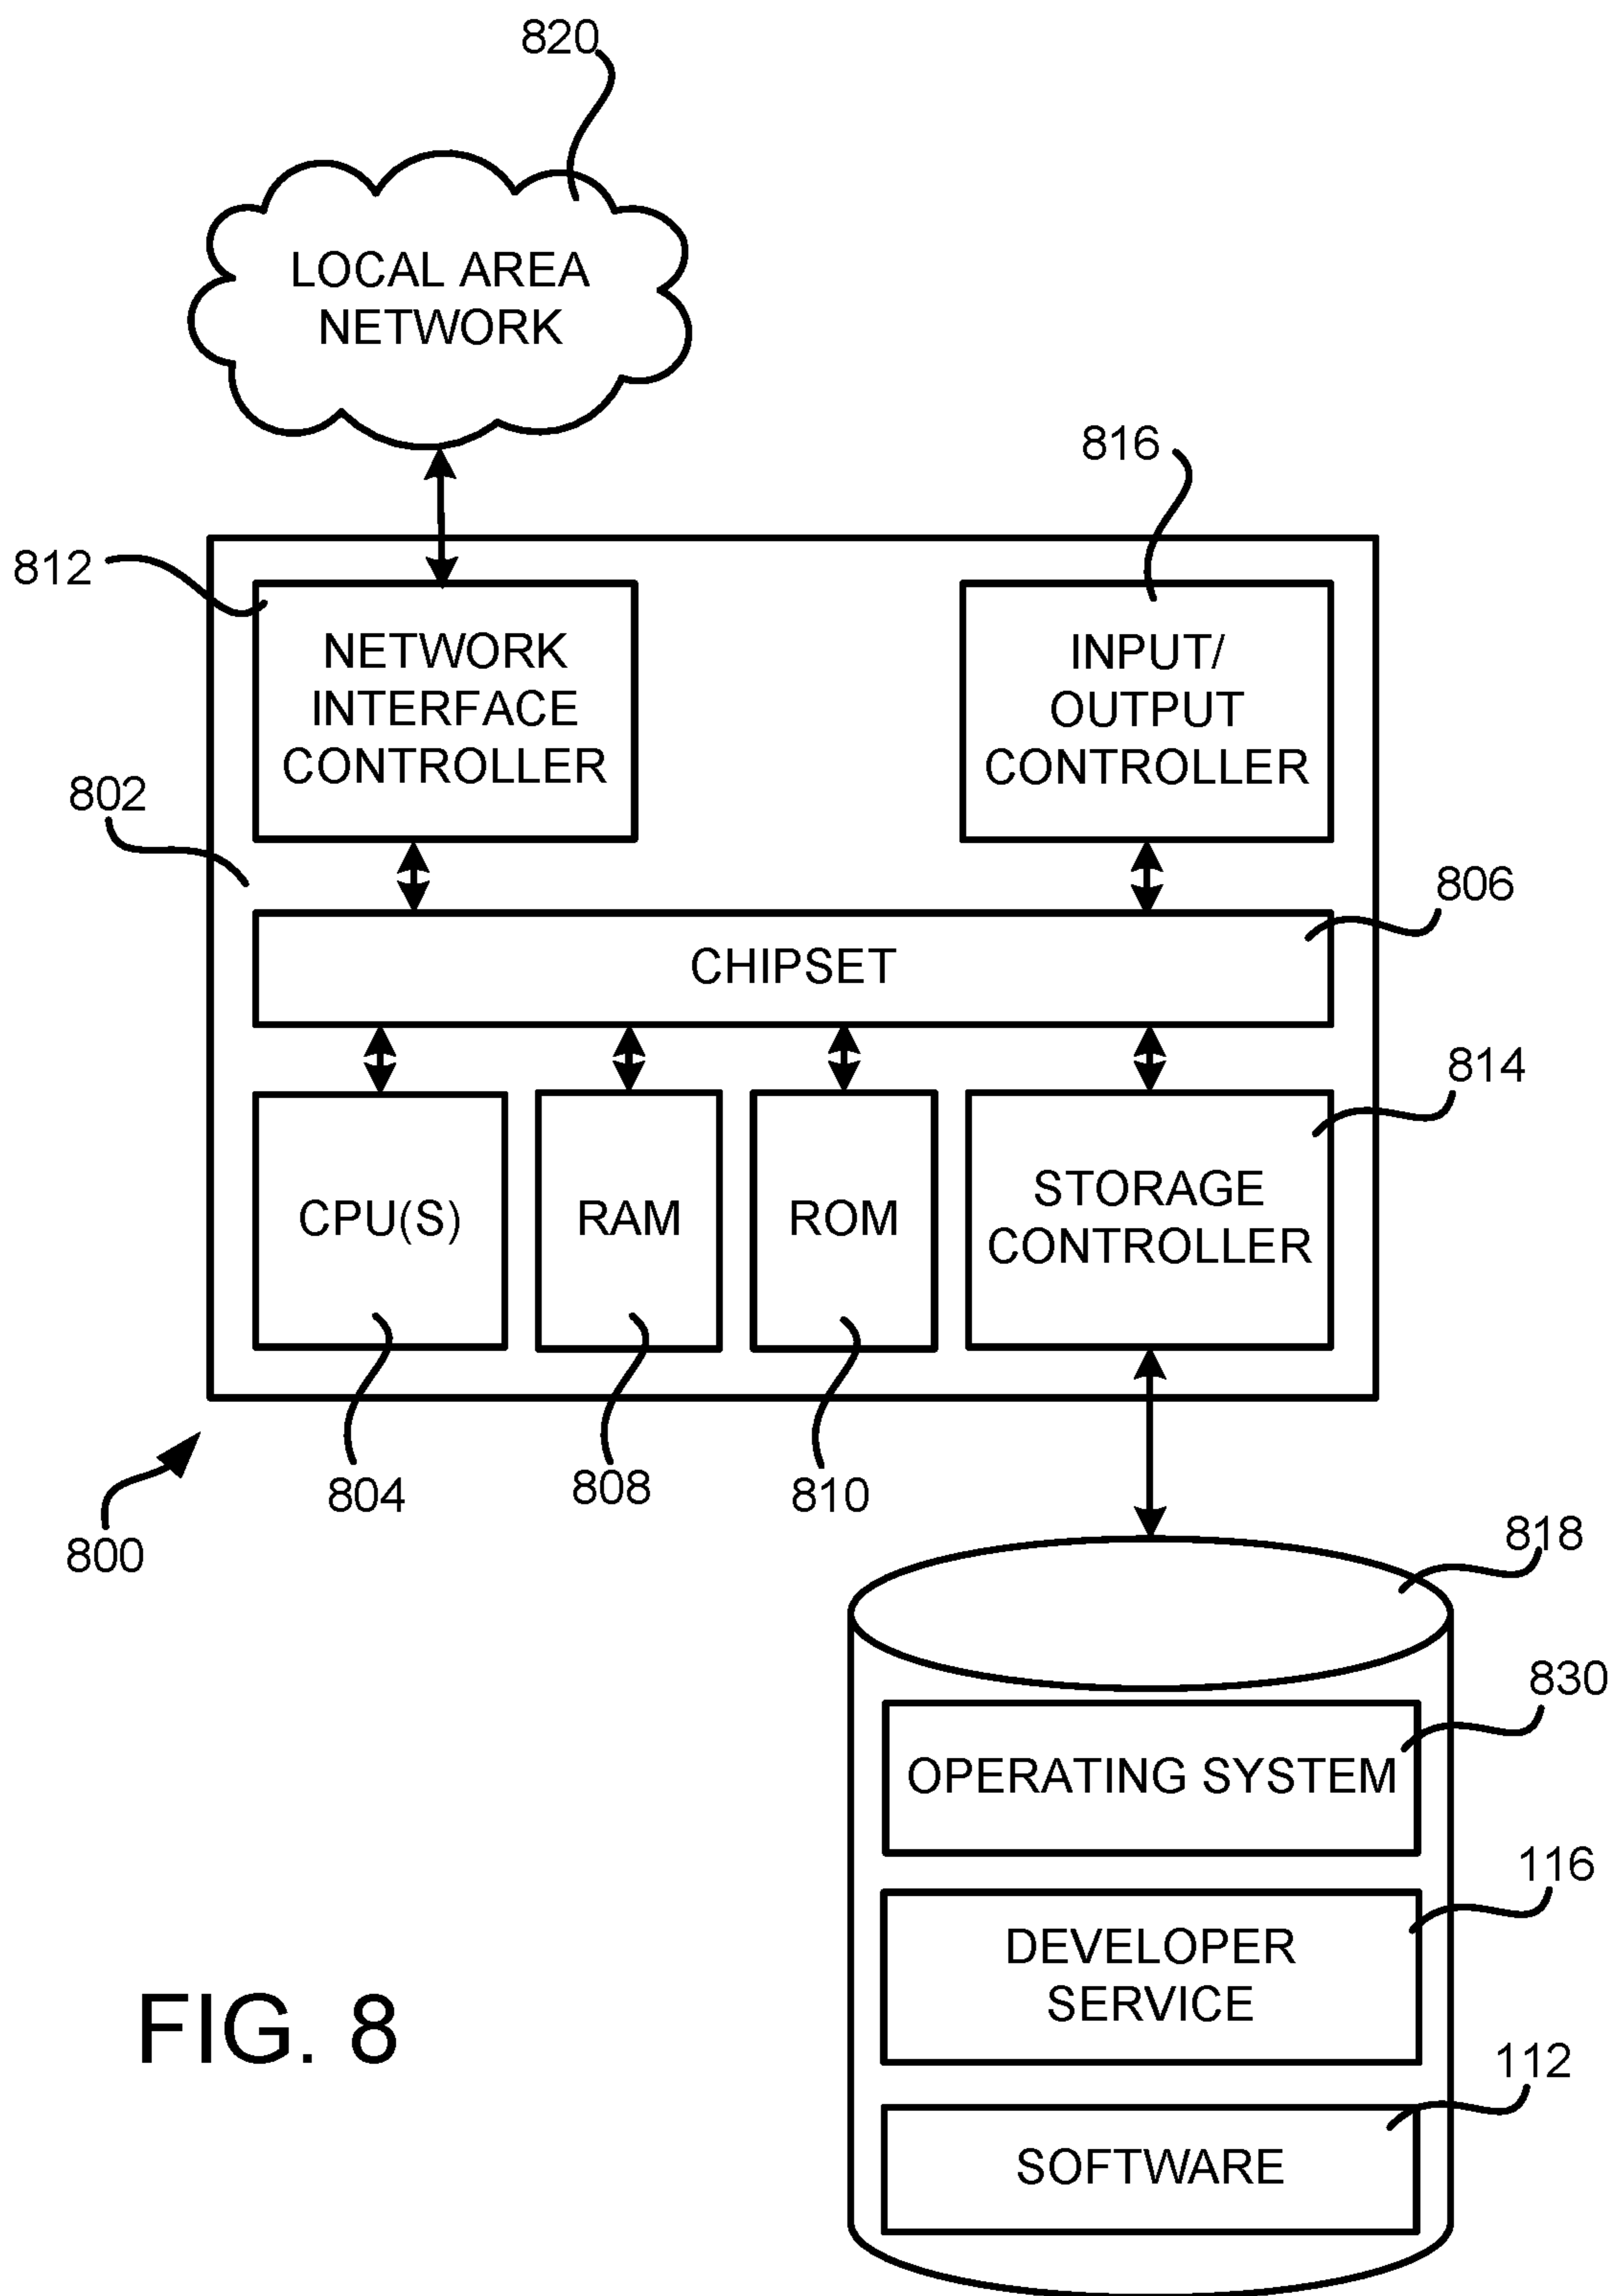 820
LOCAL AREA
NETWORK
816
812
NETWORK
INTERFACE
CONTROLLER
INPUT/
OUTPUT
CONTROLLER
802
806
CHIPSET
814
CPU(S)
RAM
ROM
STORAGE
CONTROLLER
804
808
810
800
818
830
OPERATING SYSTEM
116
DEVELOPER
SERVICE
FIG. 8
112
SOFTWARE